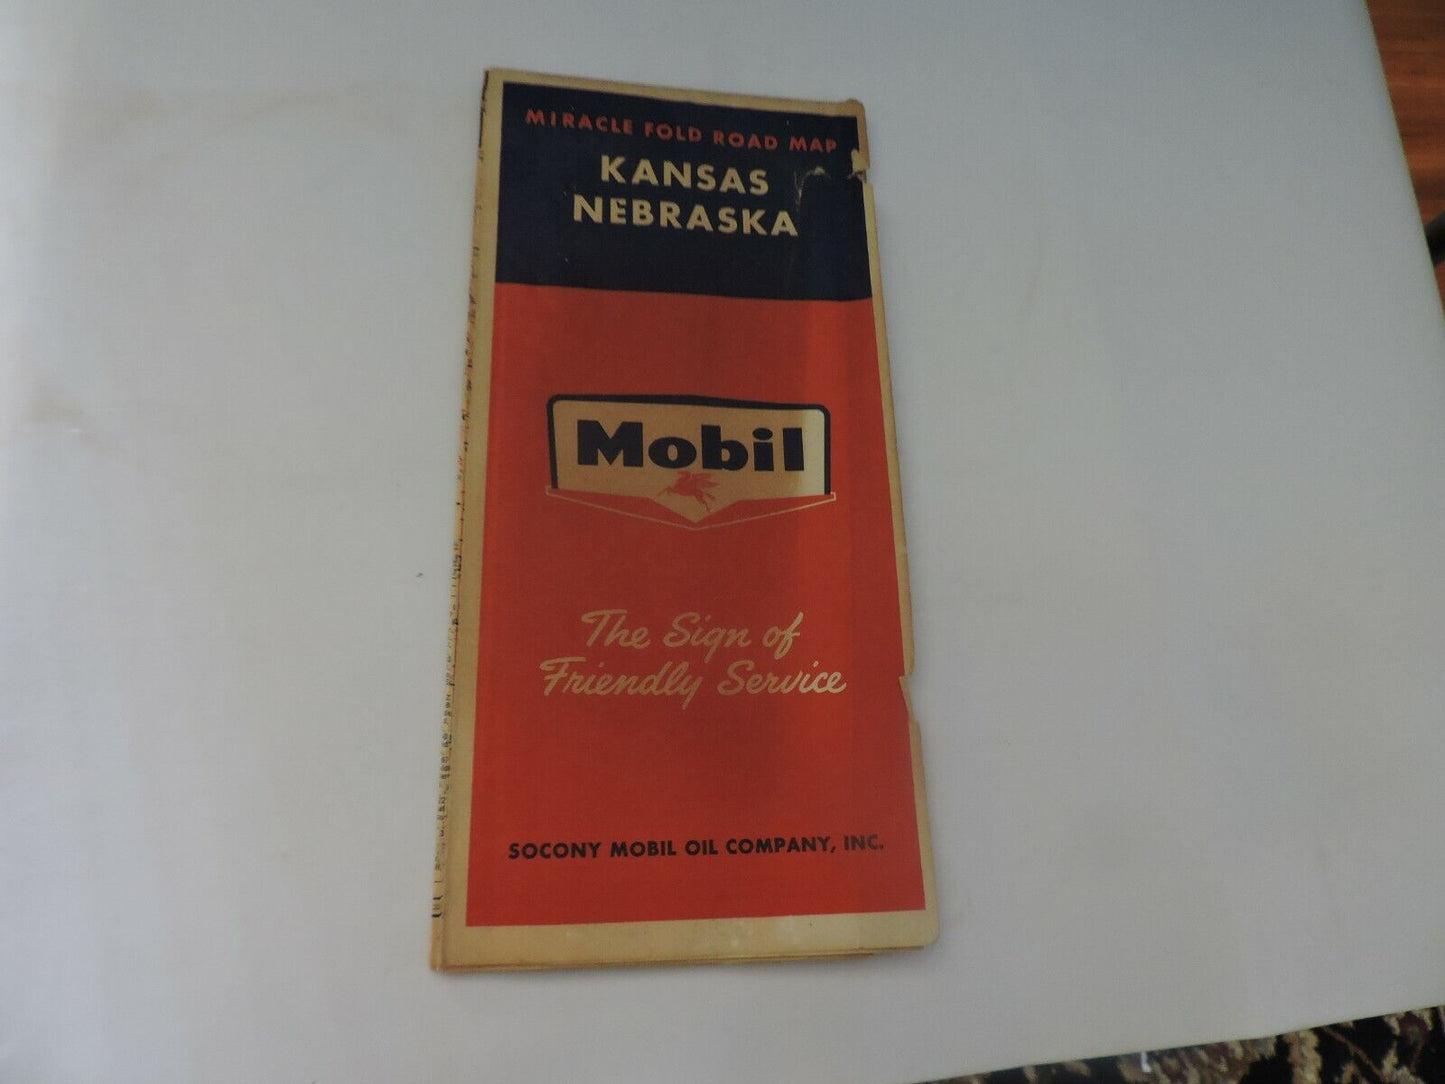 MIRACLE FOLD ROAD MAP
KANSAS
NEBRASKA
Mobil
The Sign of
Friendly Service
SOCONY MOBIL OIL COMPANY, INC.